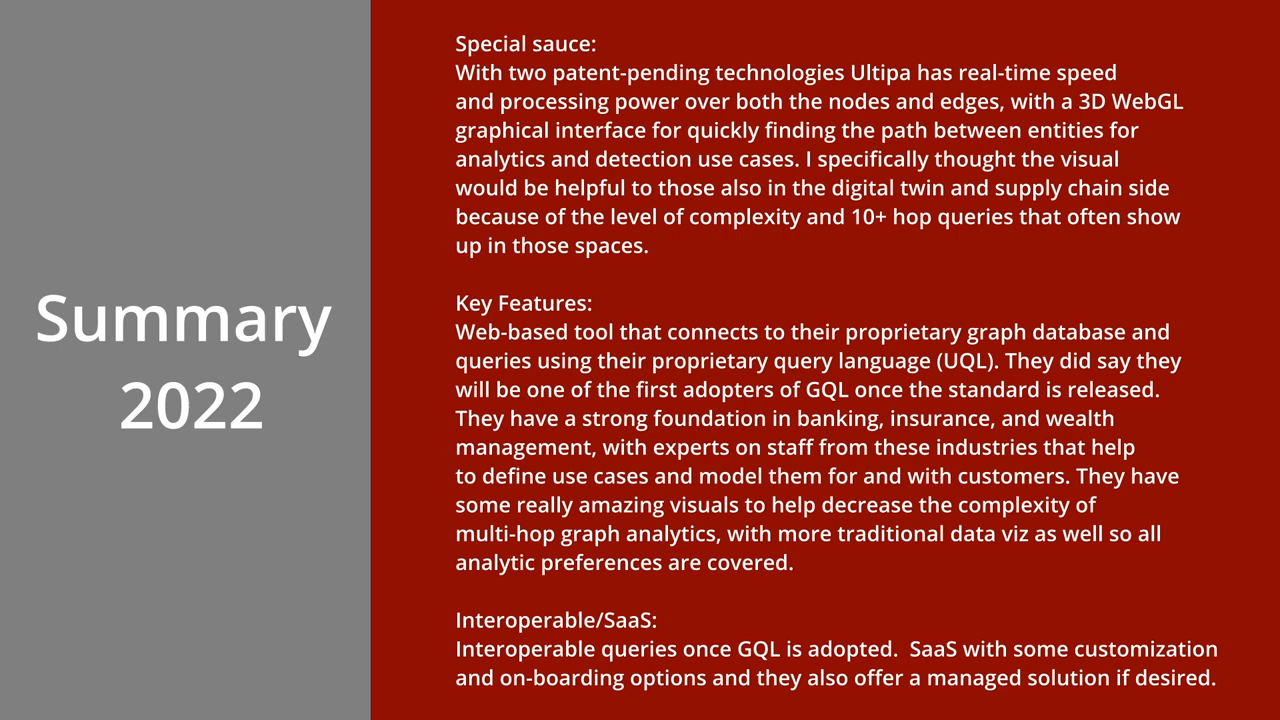 Summary
2022
Special sauce:
With two patent-pending technologies Ultipa has real-time speed
and processing power over both the nodes and edges, with a 3D WebGL
graphical interface for quickly finding the path between entities for
analytics and detection use cases. I specifically thought the visual
would be helpful to those also in the digital twin and supply chain side
because of the level of complexity and 10+ hop queries that often show
up in those spaces.
Key Features:
Web-based tool that connects to their proprietary graph database and
queries using their proprietary query language (UQL). They did say they
will be one of the first adopters of GQL once the standard is released.
They have a strong foundation in banking, insurance, and wealth
management, with experts on staff from these industries that help
to define use cases and model them for and with customers. They have
some really amazing visuals to help decrease the complexity of
multi-hop graph analytics, with more traditional data viz as well so all
analytic preferences are covered.
Interoperable/SaaS:
Interoperable queries once GQL is adopted.  SaaS with some customization
and on-boarding options and they also offer a managed solution if desired.